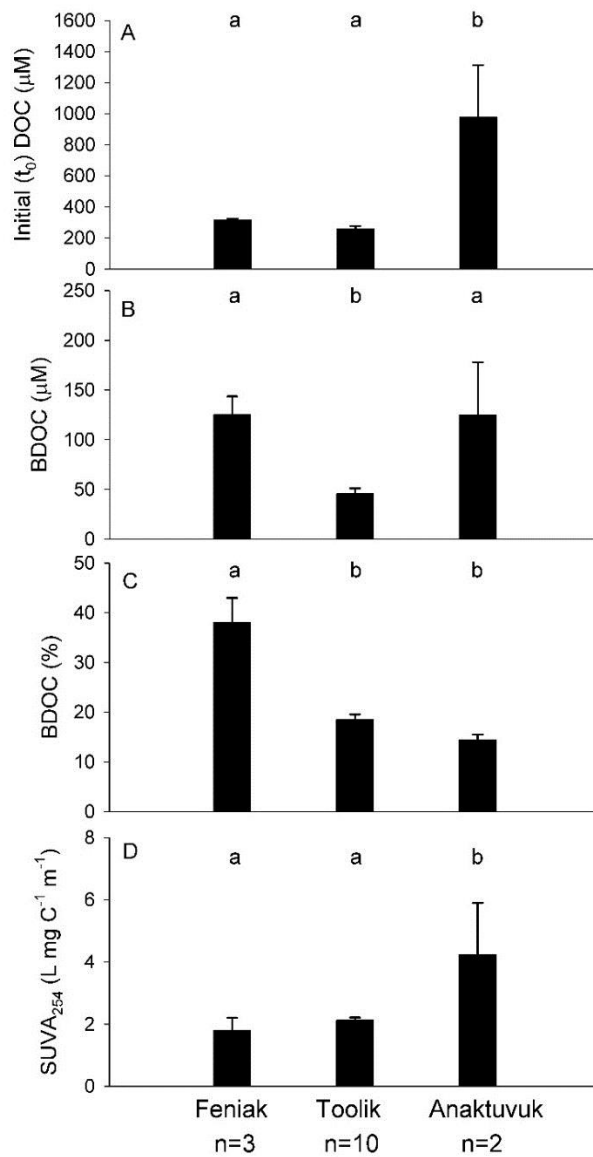 A a a b
1600
1400
1200
1000
800
600
400
200
0
Initial (t₀) DOC (μM)
B a b a
250
200
150
100
50
0
BDOC (μM)
C a b b
50
40
30
20
10
0
BDOC (%)
D a a b
8
6
4
2
0
SUVA₂₅₄ (L mg C⁻¹ m⁻¹)
Feniak Toolik Anaktuvuk
n=3 n=10 n=2